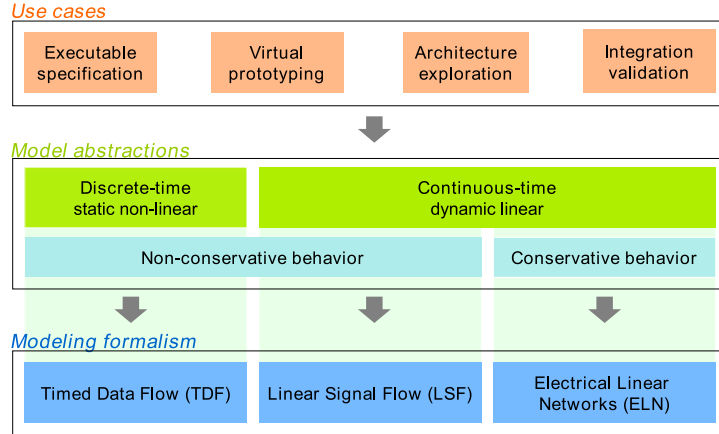 Use cases
Executable
specification
Virtual
prototyping
Architecture
exploration
Integration
validation
Model abstractions
Discrete-time
static non-linear
Continuous-time
dynamic linear
Non-conservative behavior
Conservative behavior
Modeling formalism
Timed Data Flow (TDF)
Linear Signal Flow (LSF)
Electrical Linear
Networks (ELN)